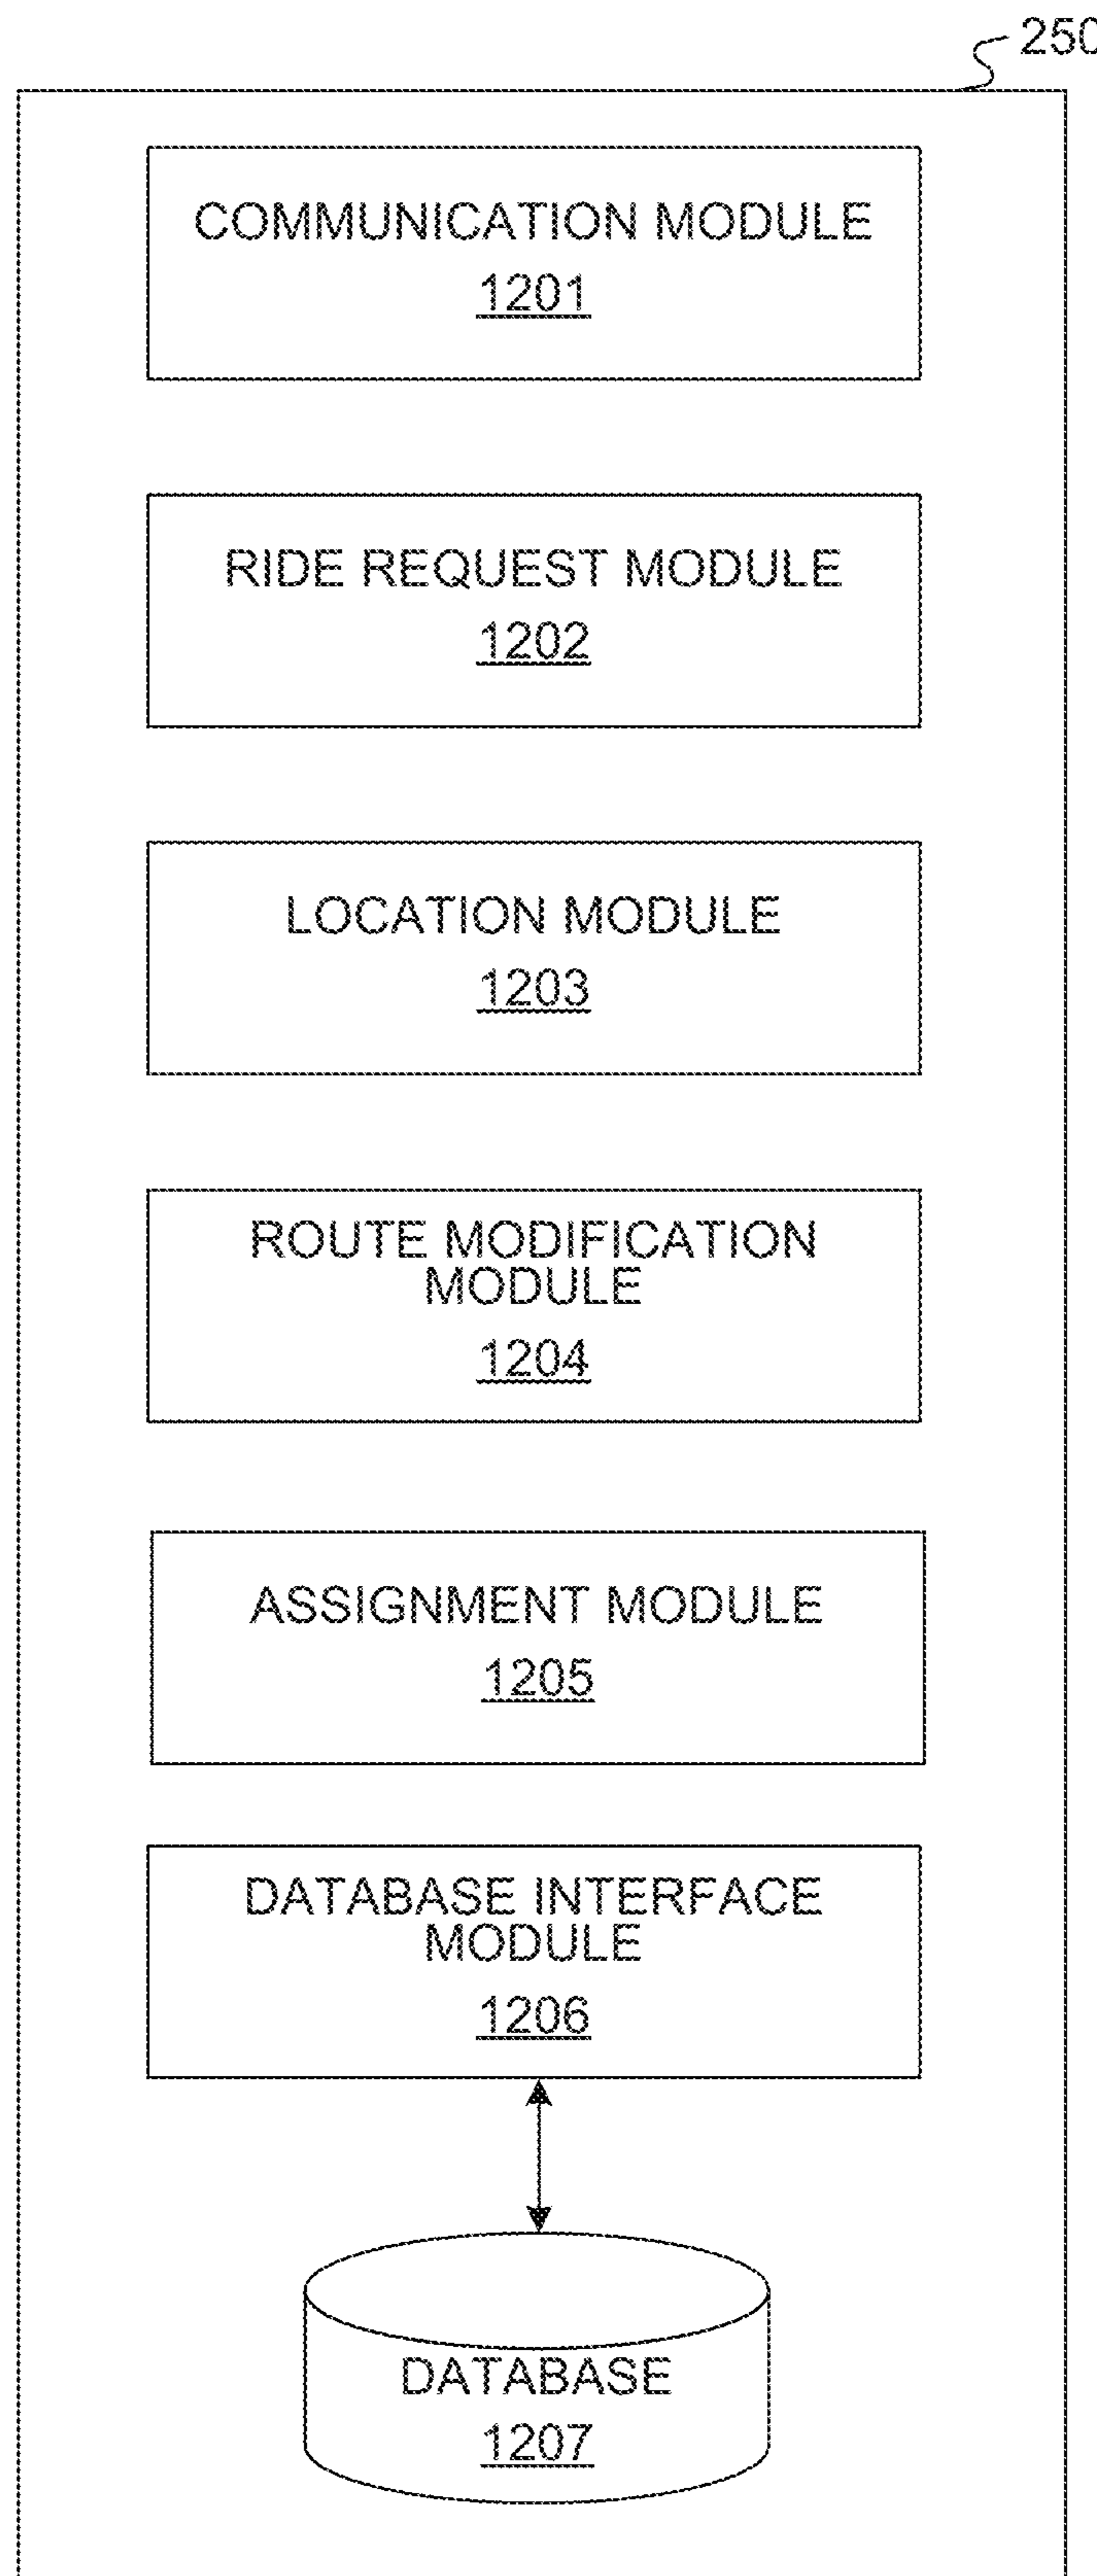 250
COMMUNICATION MODULE
1201
RIDE REQUEST MODULE
1202
LOCATION MODULE
1203
ROUTE MODIFICATION
MODULE
1204
ASSIGNMENT MODULE
1205
DATABASE INTERFACE
MODULE
1206
DATABASE
1207